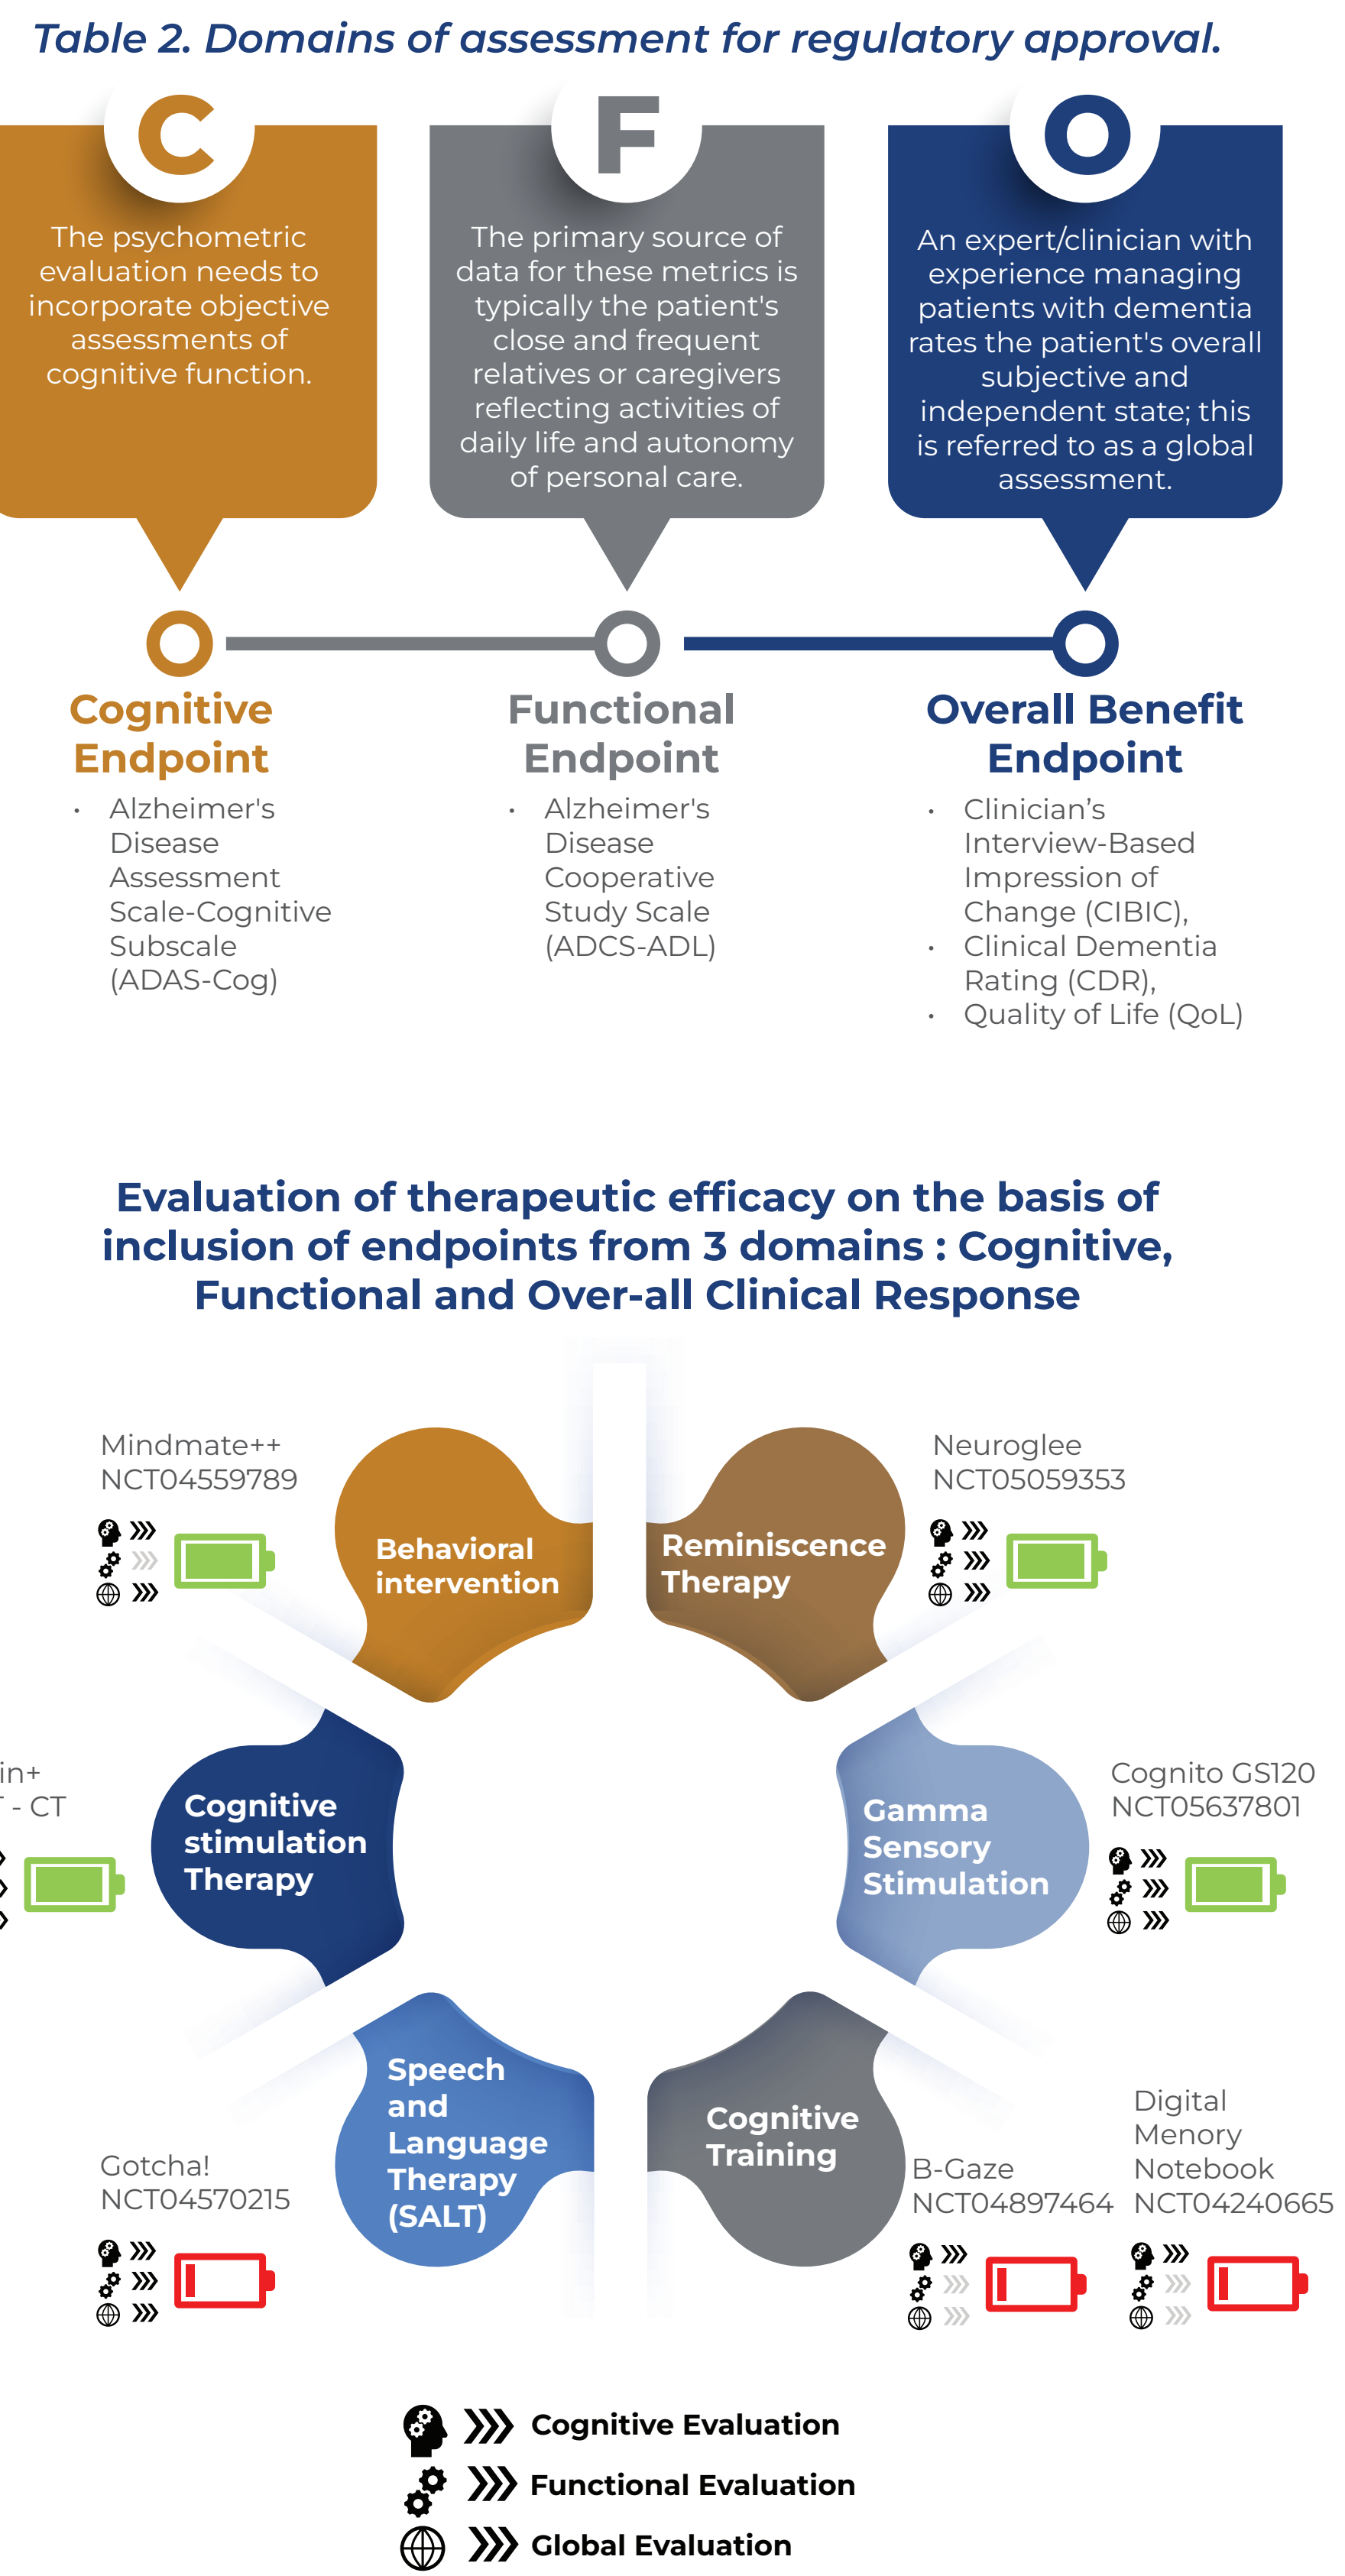 Table 2. Domains of assessment for regulatory approval.
C
The psychometric
evaluation needs to
incorporate objective
assessments of
cognitive function.
F
The primary source of
data for these metrics is
typically the patient's
close and frequent
relatives or caregivers
reflecting activities of
daily life and autonomy
of personal care.
O
An expert/clinician with
experience managing
patients with dementia
rates the patient's overall
subjective and
independent state; this
is referred to as a global
assessment.
Cognitive
Endpoint
• Alzheimer's
Disease
Assessment
Scale-Cognitive
Subscale
(ADAS-Cog)
Functional
Endpoint
• Alzheimer's
Disease
Cooperative
Study Scale
(ADCS-ADL)
Overall Benefit
Endpoint
• Clinician’s
Interview-Based
Impression of
Change (CIBIC),
• Clinical Dementia
Rating (CDR),
• Quality of Life (QoL)
Evaluation of therapeutic efficacy on the basis of
inclusion of endpoints from 3 domains : Cognitive,
Functional and Over-all Clinical Response
Mindmate++
NCT04559789
Behavioral
intervention
Reminiscence
Therapy
Neuroglee
NCT05059353
in+
- CT
Cognitive
stimulation
Therapy
Gamma
Sensory
Stimulation
Cognito GS120
NCT05637801
Gotcha!
NCT04570215
Speech
and
Language
Therapy
(SALT)
Cognitive
Training
B-Gaze
NCT04897464
Digital
Menory
Notebook
NCT04240665
Cognitive Evaluation
Functional Evaluation
Global Evaluation